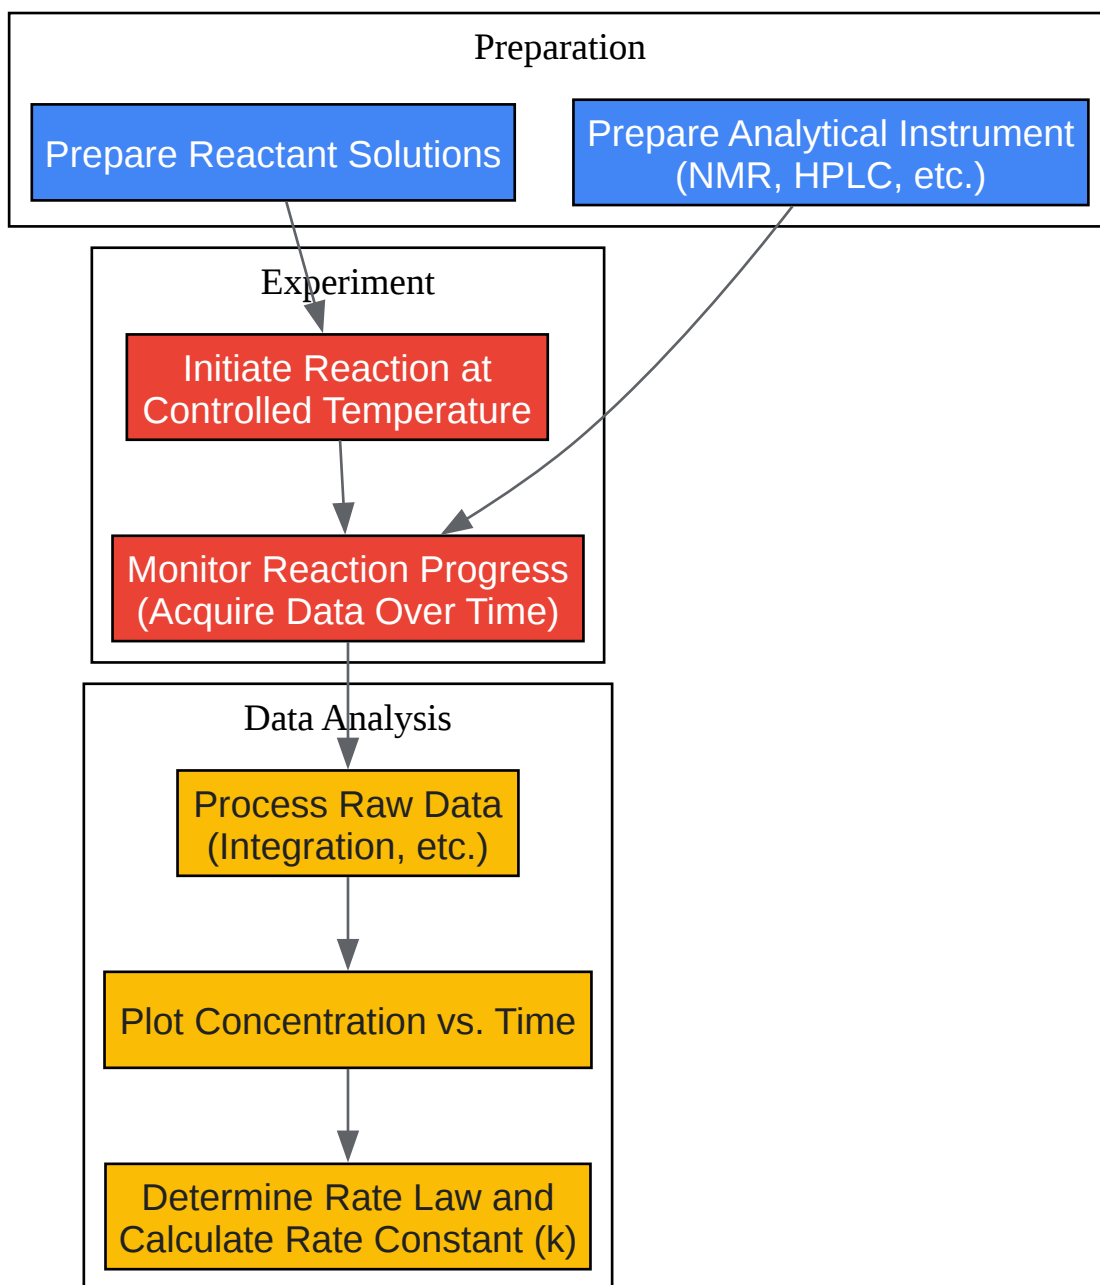 Preparation
Prepare Reactant Solutions
Prepare Analytical Instrument
(NMR, HPLC, etc.)
Experiment
Initiate Reaction at
Controlled Temperature
Monitor Reaction Progress
(Acquire Data Over Time)
Data Analysis
Process Raw Data
(Integration, etc.)
Plot Concentration vs. Time
Determine Rate Law and
Calculate Rate Constant (k)